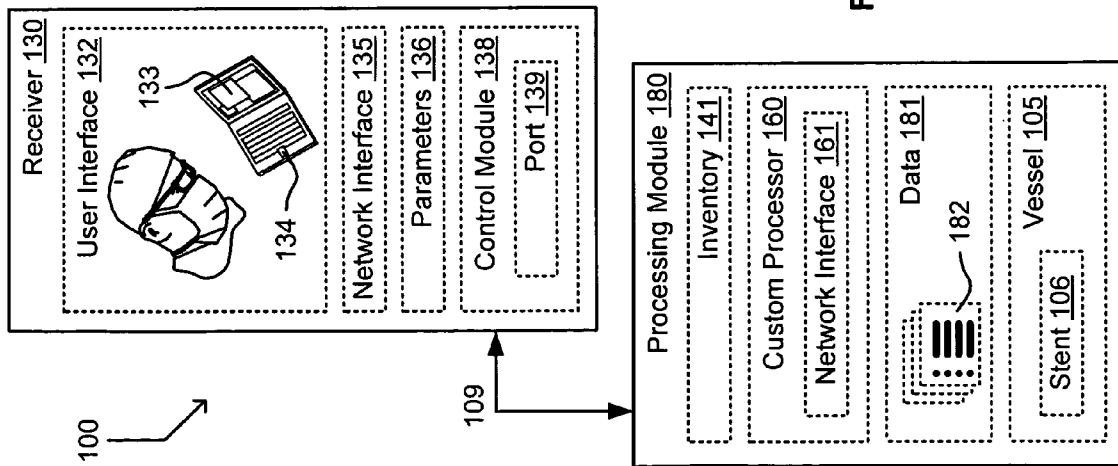 100
Receiver 130
User Interface 132
133
134
Network Interface 135
Parameters 136
Control Module 138
Port 139
109
Processing Module 180
Inventory 141
Custom Processor 160
Network Interface 161
Data 181
182
Vessel 105
Stent 106